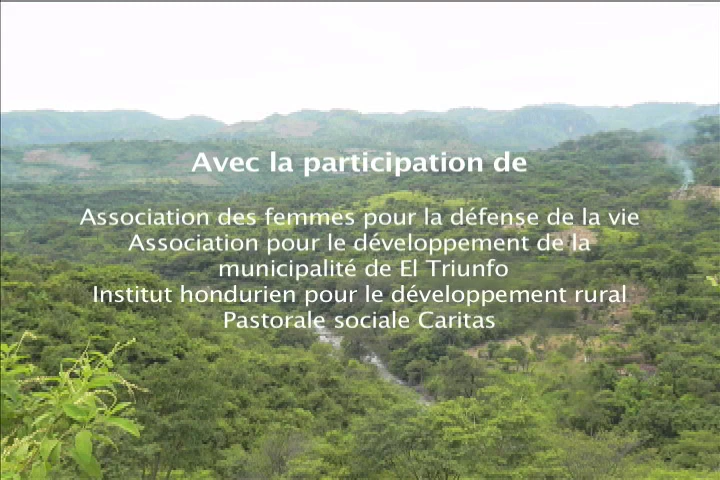 Avec la participation de
Association des femmes pour la défense de la vie
Association pour le développement de la
municipalité de El Triunfo
Institut hondurien pour le développement rural
Pastorale sociale Caritas